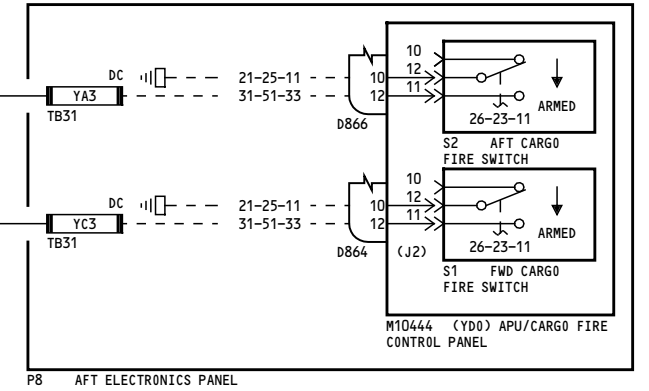 10
DC 21-25-11 10 12
YA3 31-51-33 12 11
TB31 ARMED
D866 26-23-11
S2 AFT CARGO
FIRE SWITCH
10
DC 21-25-11 10 12
YC3 31-51-33 12 11
TB31 ARMED
D864 (J2) 26-23-11
S1 FWD CARGO
FIRE SWITCH
M10444 (YD0) APU/CARGO FIRE
CONTROL PANEL
P8 AFT ELECTRONICS PANEL